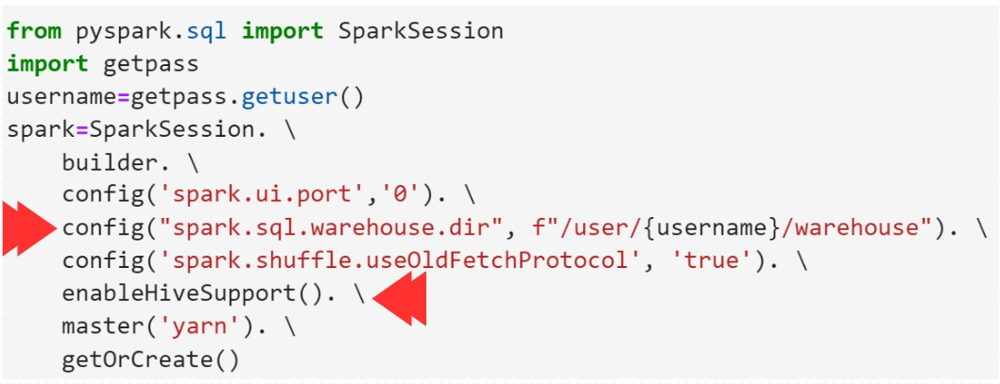 from pyspark.sql import SparkSession
import getpass
username=getpass.getuser()
spark=SparkSession. \
    builder. \
    config('spark.ui.port','0'). \
    config("spark.sql.warehouse.dir", f"/user/{username}/warehouse"). \
    config('spark.shuffle.useOldFetchProtocol', 'true'). \
    enableHiveSupport(). \
    master('yarn'). \
    getOrCreate()